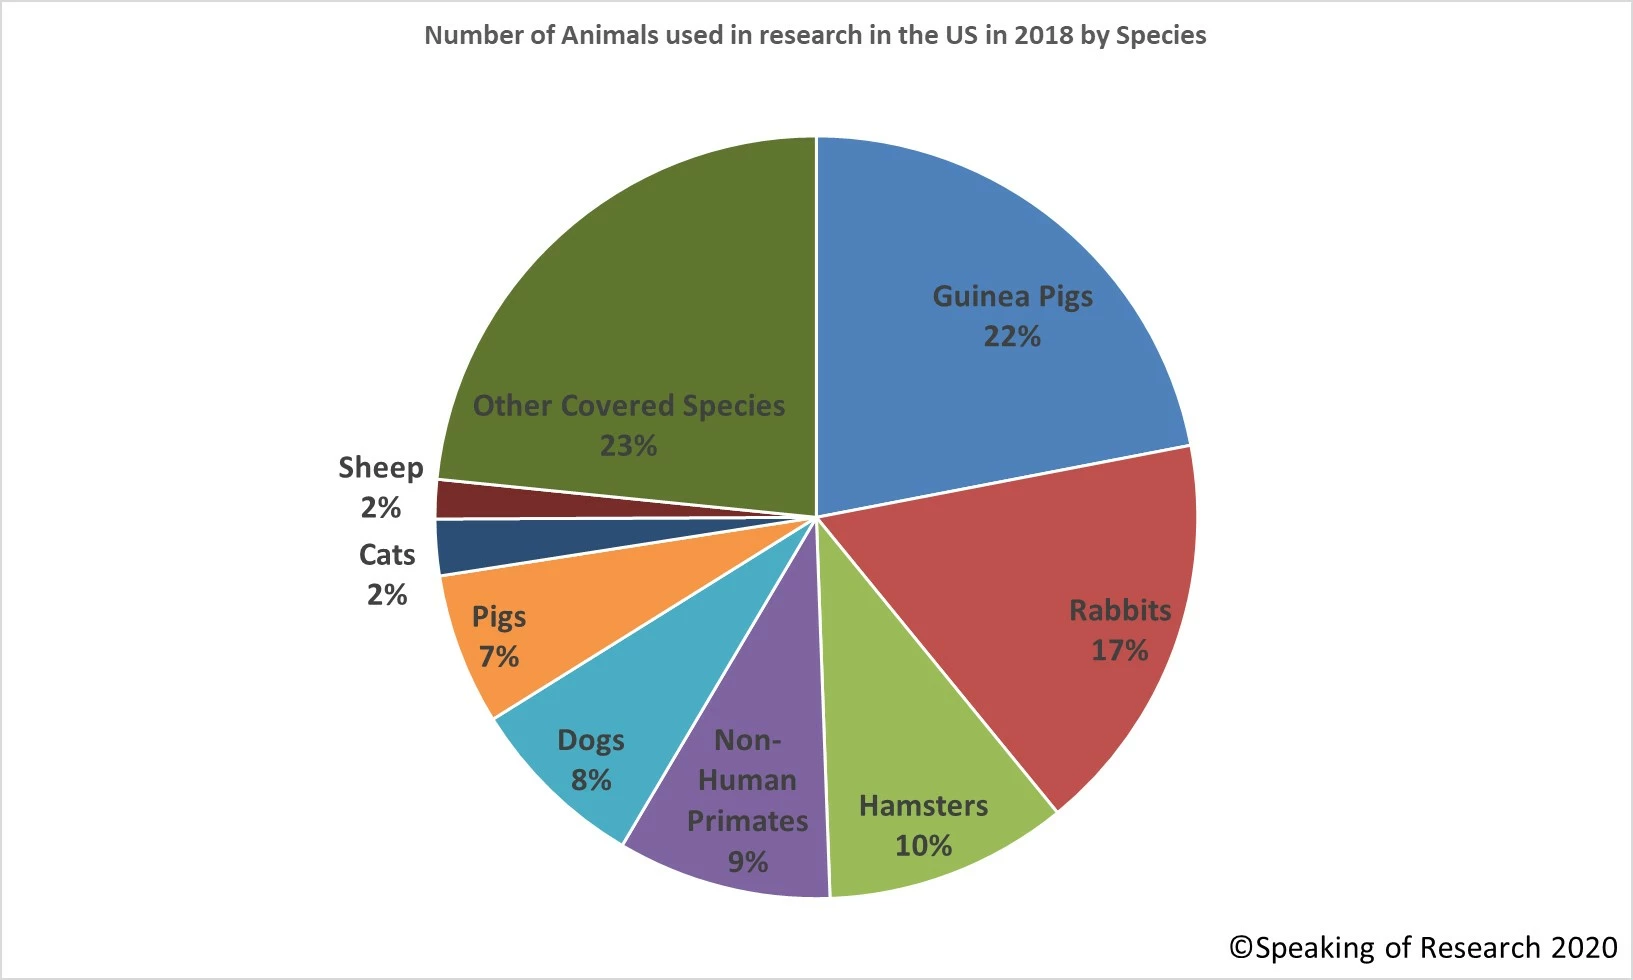 Number of Animals used in research in the US in 2018 by Species
Guinea Pigs
22%
Rabbits
17%
Hamsters
10%
Non-
Human
Primates
9%
Dogs
8%
Pigs
7%
Cats
2%
Sheep
2%
Other Covered Species
23%
©Speaking of Research 2020